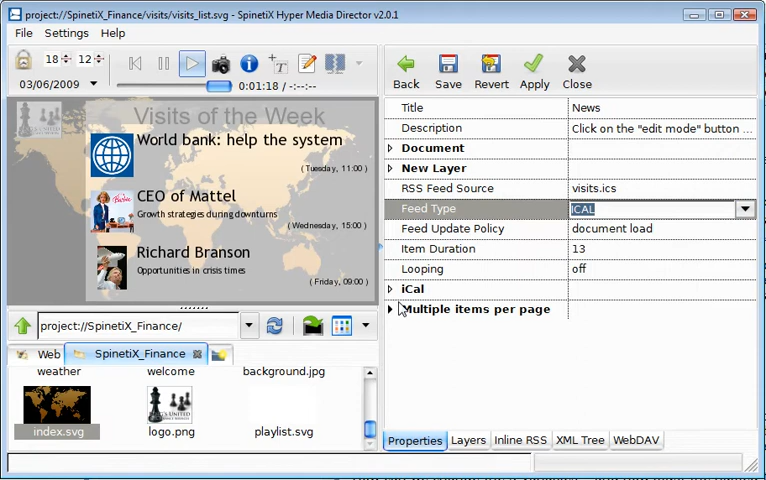 project://SpinetiX_Finance/visits/visits_list.svg - SpinetiX Hyper Media Director v2.0.1
File Settings Help
18 12
03/06/2009
0:01:18 / -:--:--
Back Save Revert Apply Close
Visits of the Week
World bank: help the system
( Tuesday, 11:00 )
CEO of Mattel
Growth strategies during downturns
( Wednesday, 15:00 )
Richard Branson
Opportunities in crisis times
( Friday, 09:00 )
Title News
Description Click on the "edit mode" button ...
Document
New Layer
RSS Feed Source visits.ics
Feed Type ICAL
Feed Update Policy document load
Item Duration 13
Looping off
iCal
Multiple items per page
project://SpinetiX_Finance/
Web SpinetiX_Finance
weather welcome background.jpg
index.svg logo.png playlist.svg
Properties Layers Inline RSS XML Tree WebDAV